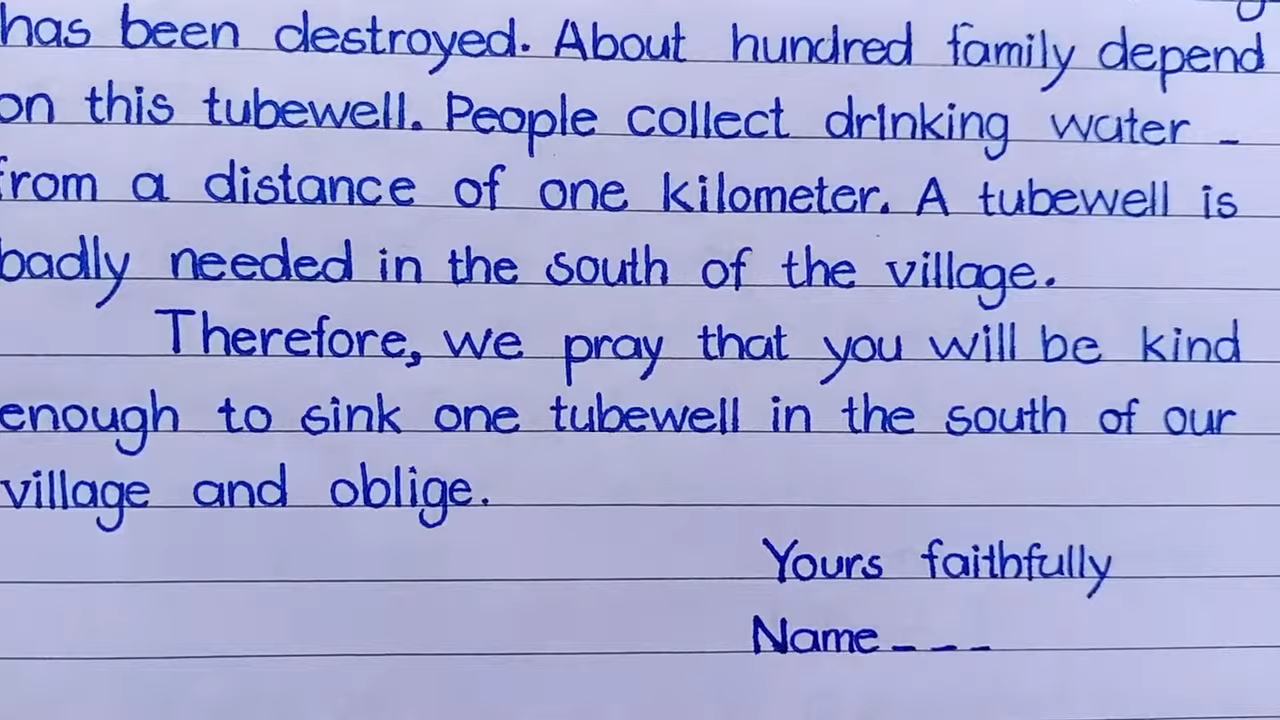 has been destroyed. About hundred family depend
on this tubewell. People collect drinking water -
from a distance of one kilometer. A tubewell is
badly needed in the south of the village.
Therefore, we pray that you will be kind
enough to sink one tubewell in the south of our
village and oblige.
Yours faithfully
Name---